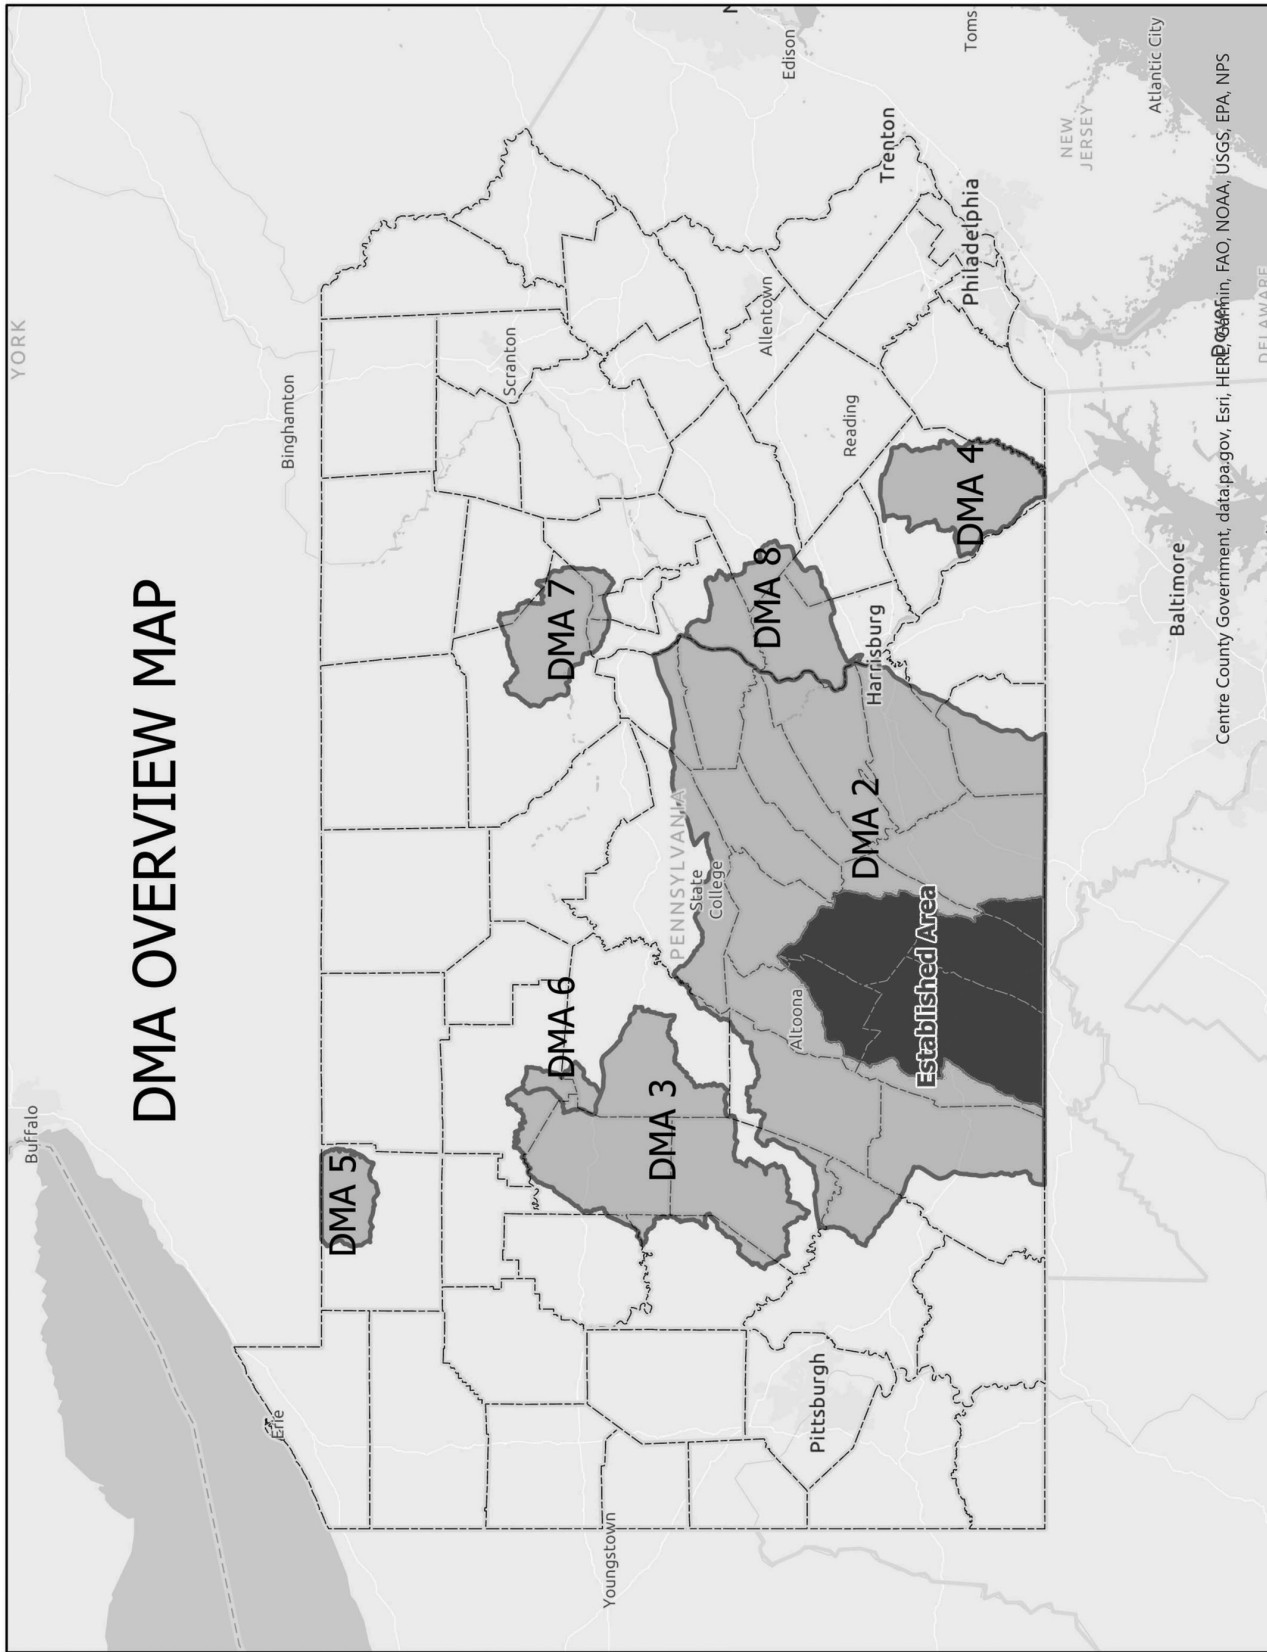 DMA OVERVIEW MAP
YORK
Buffalo
Binghamton
Erie
DMA 5
Scranton
DMA 7
DMA 6
Youngstown
DMA 3
PENNSYLVANIA
State
College
Edison
Allentown
DMA 8
Altoona
Pittsburgh
Reading
DMA 2
Harrisburg
Trenton
Established Area
DMA 4
Philadelphia
Toms
NEW
JERSEY
Atlantic City
Baltimore
Dover
DELAWARE
Centre County Government, data.pa.gov, Esri, HERE, Garmin, FAO, NOAA, USGS, EPA, NPS